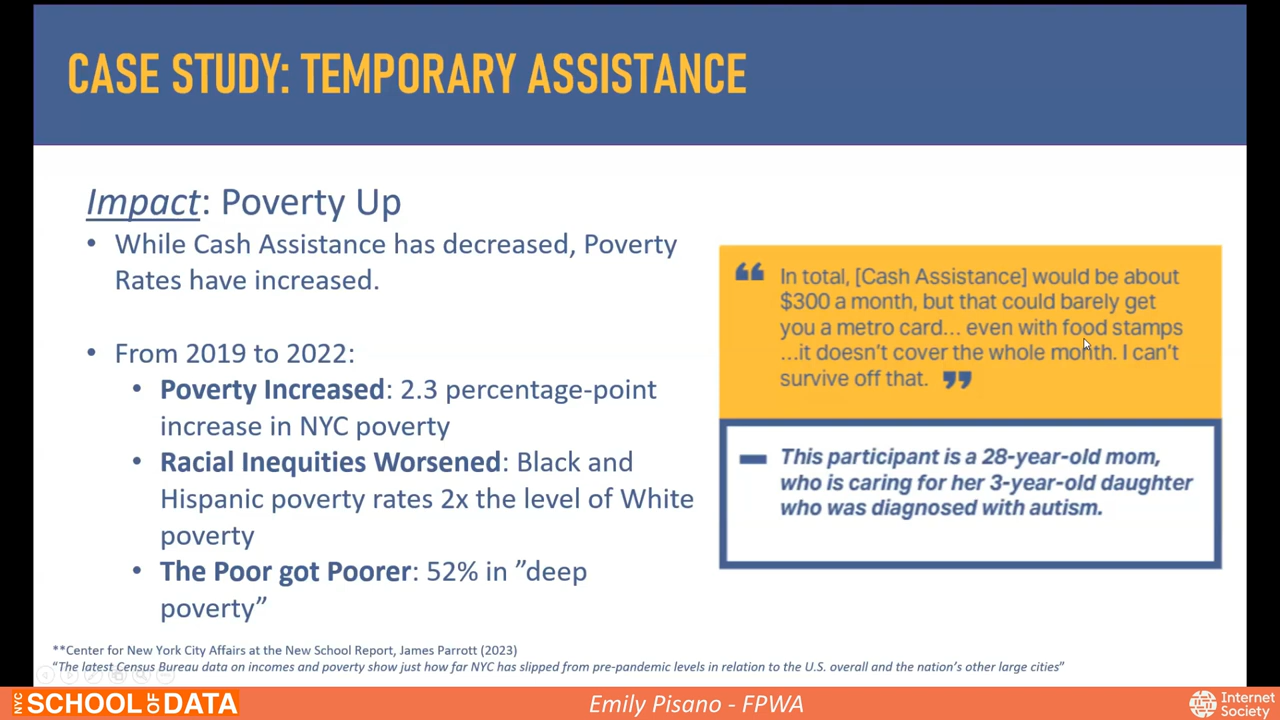 CASE STUDY: TEMPORARY ASSISTANCE
Impact: Poverty Up
• While Cash Assistance has decreased, Poverty
Rates have increased.
• From 2019 to 2022:
• Poverty Increased: 2.3 percentage-point
increase in NYC poverty
• Racial Inequities Worsened: Black and
Hispanic poverty rates 2x the level of White
poverty
• The Poor got Poorer: 52% in ”deep
poverty”
“ In total, [Cash Assistance] would be about
$300 a month, but that could barely get
you a metro card... even with food stamps
...it doesn't cover the whole month. I can't
survive off that. ”
– This participant is a 28-year-old mom,
who is caring for her 3-year-old daughter
who was diagnosed with autism.
**Center for New York City Affairs at the New School Report, James Parrott (2023)
“The latest Census Bureau data on incomes and poverty show just how far NYC has slipped from pre-pandemic levels in relation to the U.S. overall and the nation's other large cities”
NYC SCHOOL OF DATA
Emily Pisano - FPWA
Internet
Society